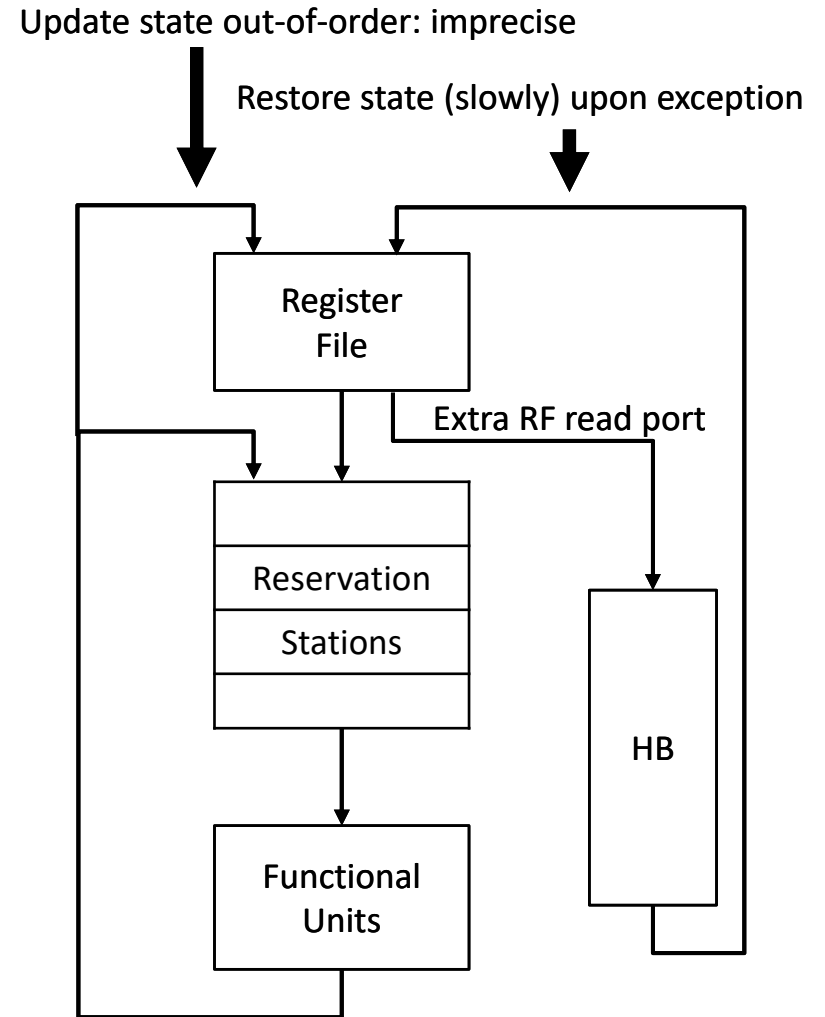 Update state out-of-order: imprecise
Restore state (slowly) upon exception
Register
File
Extra RF read port
Reservation
Stations
HB
Functional
Units